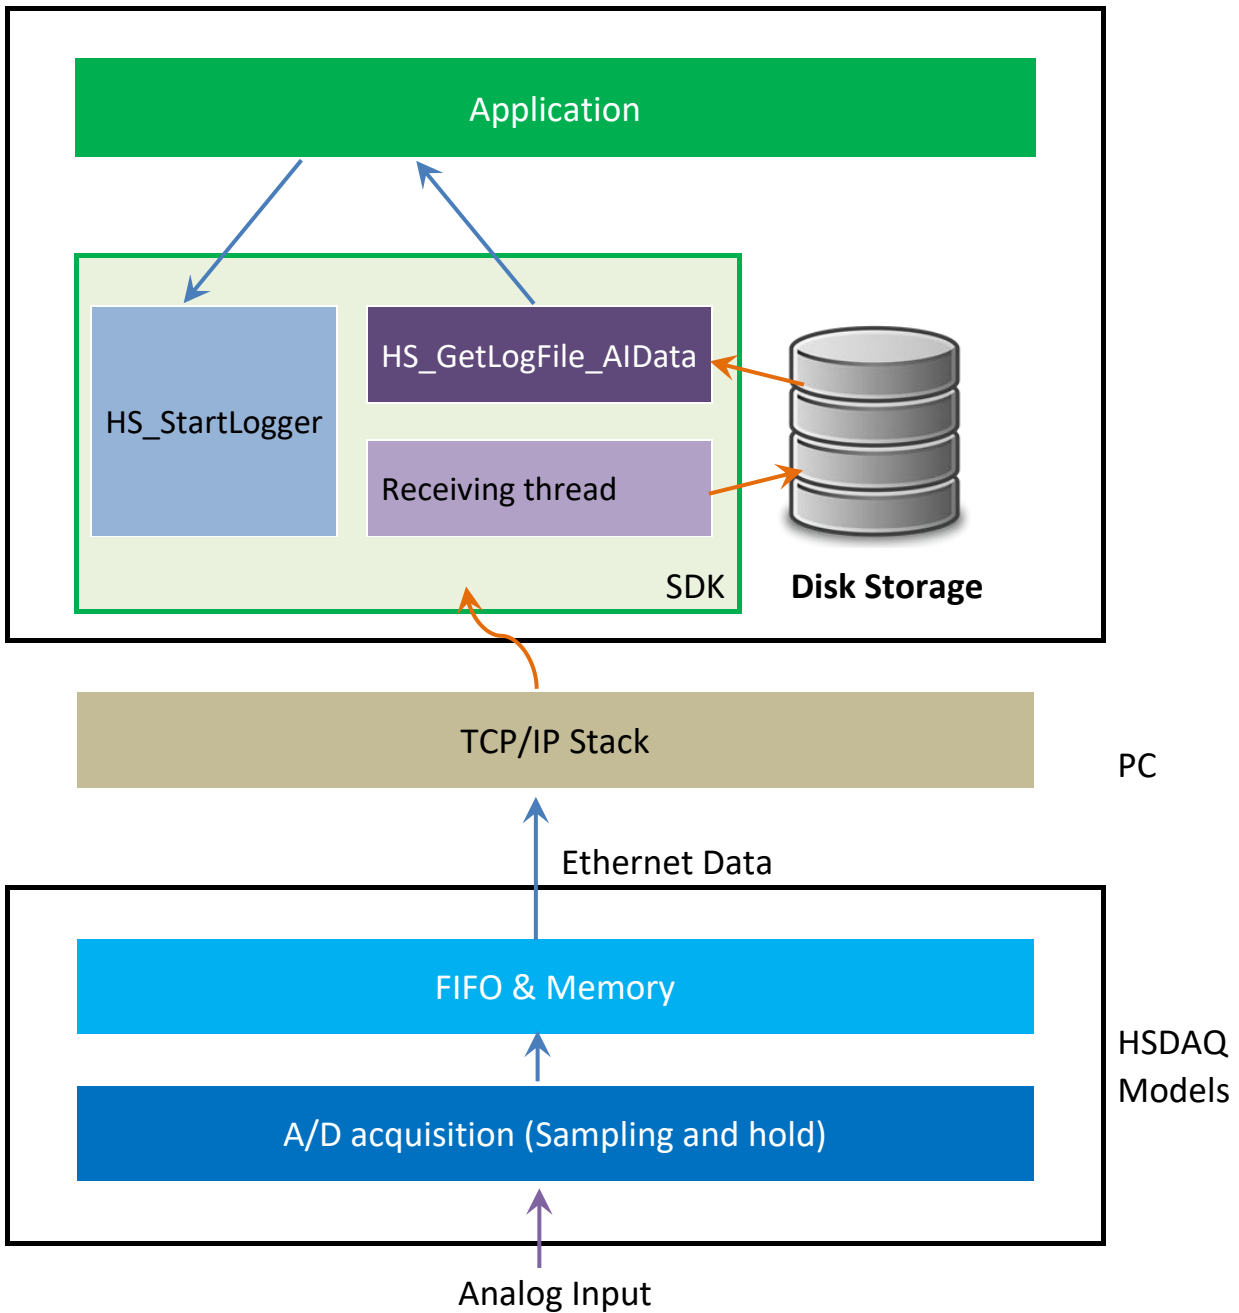 Application
HS_GetLogFile_AIData
HS_StartLogger
Receiving thread
SDK
Disk Storage
TCP/IP Stack
PC
Ethernet Data
FIFO & Memory
HSDAQ
Models
A/D acquisition (Sampling and hold)
Analog Input